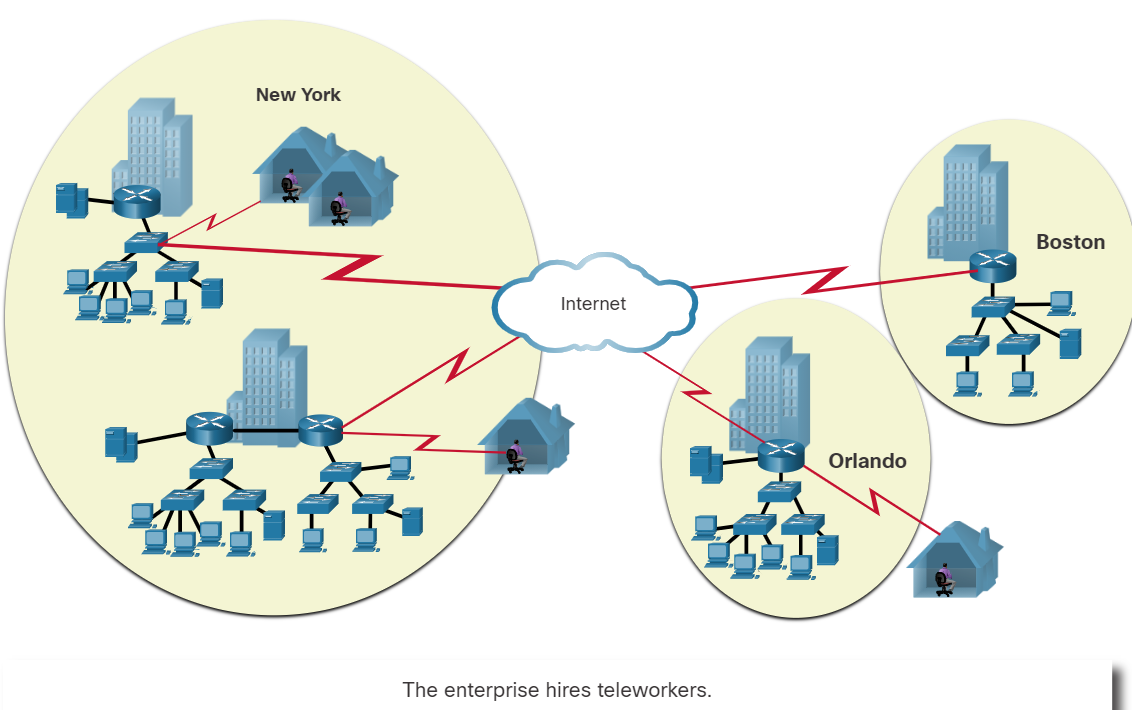 New York
Boston
Internet
Orlando
The enterprise hires teleworkers.